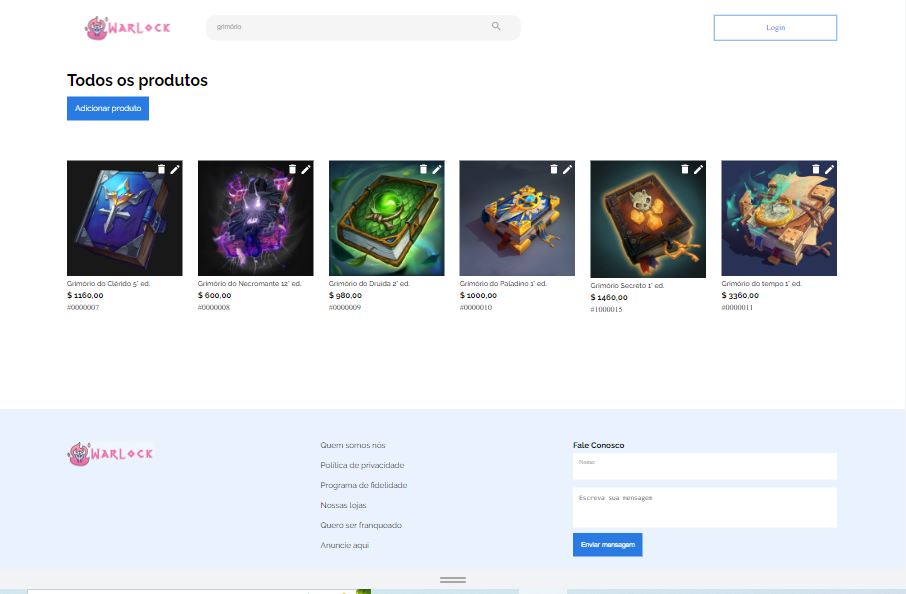 WARLOCK
grimório
Login
Todos os produtos
Adicionar produto
Grimório do Clérido 5° ed.
$ 1160,00
#0000007
Grimório do Necromante 12° ed.
$ 600,00
#0000008
Grimório do Druida 2° ed.
$ 980,00
#0000009
Grimório do Paladino 1° ed.
$ 1000,00
#0000010
Grimório Secreto 1° ed.
$ 1460,00
#1000015
Grimório do tempo 1° ed.
$ 3360,00
#0000011
WARLOCK
Quem somos nós
Política de privacidade
Programa de fidelidade
Nossas lojas
Quero ser franqueado
Anuncie aqui
Fale Conosco
Nome
Escreva sua mensagem
Enviar mensagem